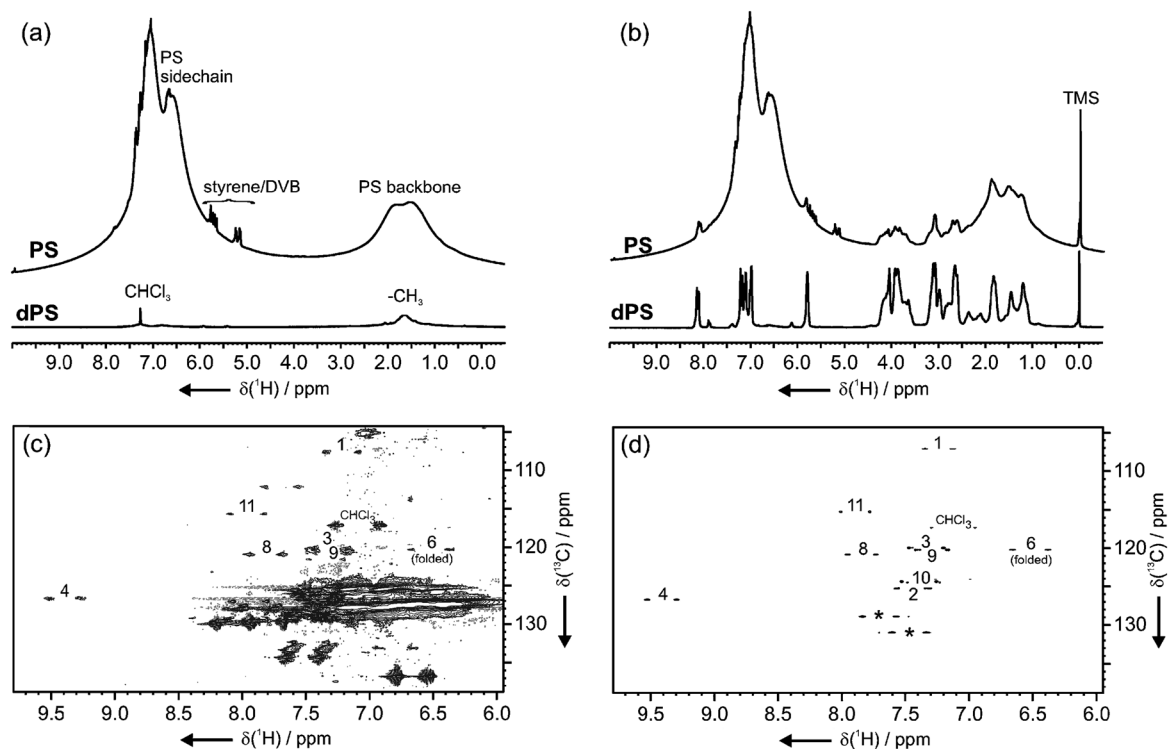 (a)
PS
sidechain
styrene/DVB
PS backbone
PS
CHCl₃
-CH₃
dPS
9.0 8.0 7.0 6.0 5.0 4.0 3.0 2.0 1.0 0.0
δ(¹H) / ppm
(b)
TMS
PS
dPS
9.0 8.0 7.0 6.0 5.0 4.0 3.0 2.0 1.0 0.0
δ(¹H) / ppm
(c)
1
11
CHCl₃
3
8
9
6
(folded)
4
110
120
130
δ(¹³C) / ppm
9.5 9.0 8.5 8.0 7.5 7.0 6.5 6.0
δ(¹H) / ppm
(d)
1
11
CHCl₃
3
8
9
6
(folded)
10
4
2
*
*
110
120
130
δ(¹³C) / ppm
9.5 9.0 8.5 8.0 7.5 7.0 6.5 6.0
δ(¹H) / ppm